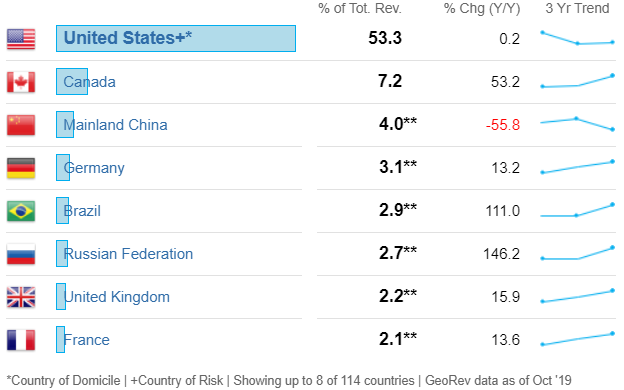 % of Tot. Rev. % Chg (Y/Y) 3 Yr Trend
United States+* 53.3 0.2
Canada 7.2 53.2
Mainland China 4.0** -55.8
Germany 3.1** 13.2
Brazil 2.9** 111.0
Russian Federation 2.7** 146.2
United Kingdom 2.2** 15.9
France 2.1** 13.6
*Country of Domicile | +Country of Risk | Showing up to 8 of 114 countries | GeoRev data as of Oct '19